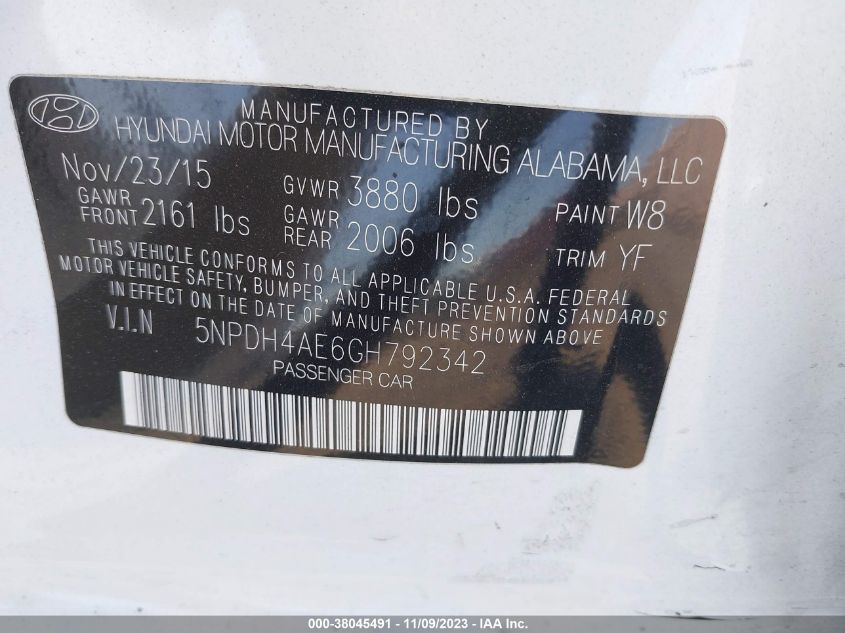 MANUFACTURED BY
HYUNDAI MOTOR MANUFACTURING ALABAMA, LLC
Nov/23/15 GVWR 3880 lbs PAINT W8
GAWR FRONT 2161 lbs GAWR REAR 2006 lbs TRIM YF
THIS VEHICLE CONFORMS TO ALL APPLICABLE U.S.A. FEDERAL
MOTOR VEHICLE SAFETY, BUMPER, AND THEFT PREVENTION STANDARDS
IN EFFECT ON THE DATE OF MANUFACTURE SHOWN ABOVE
V.I.N 5NPDH4AE6GH792342
PASSENGER CAR
000-38045491 - 11/09/2023 - IAA Inc.